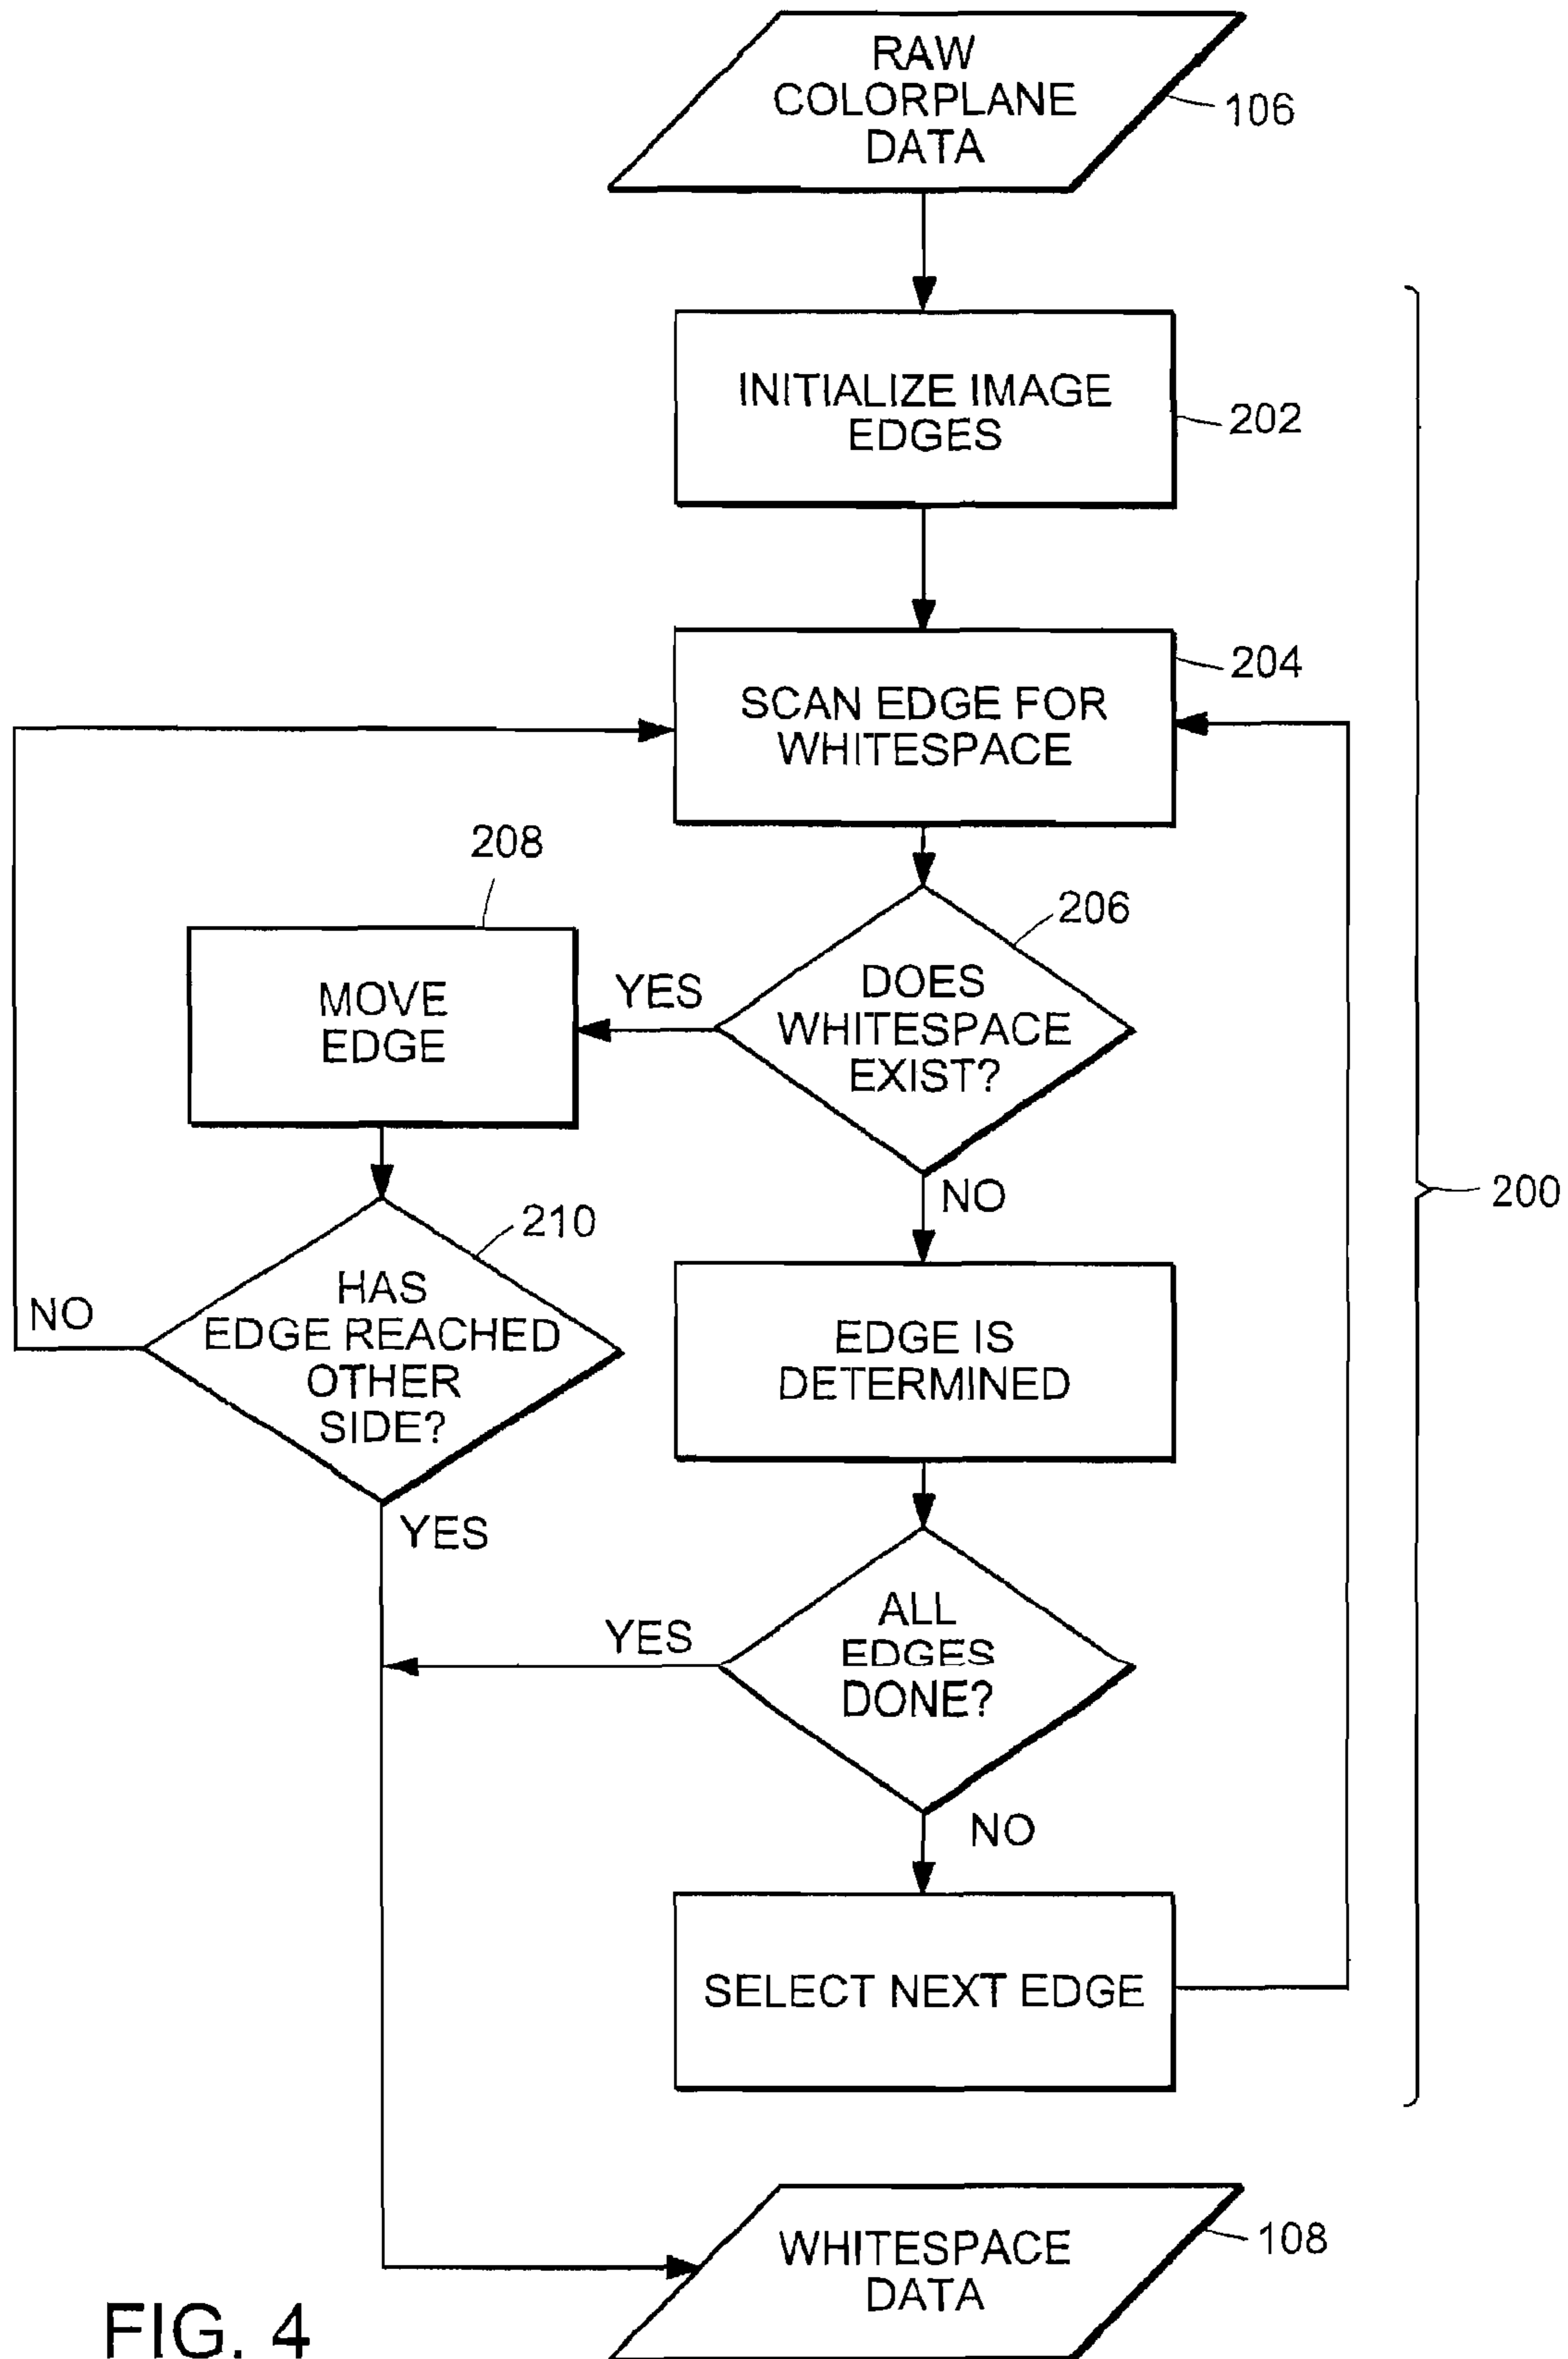 RAW
COLORPLANE
DATA
106
INITIALIZE IMAGE
EDGES
202
204
SCAN EDGE FOR
WHITESPACE
208
206
MOVE
EDGE
YES
DOES
WHITESPACE
EXIST?
NO
200
210
HAS
EDGE REACHED
OTHER
SIDE?
NO
EDGE IS
DETERMINED
YES
YES
ALL
EDGES
DONE?
NO
SELECT NEXT EDGE
WHITESPACE
DATA
108
FIG. 4